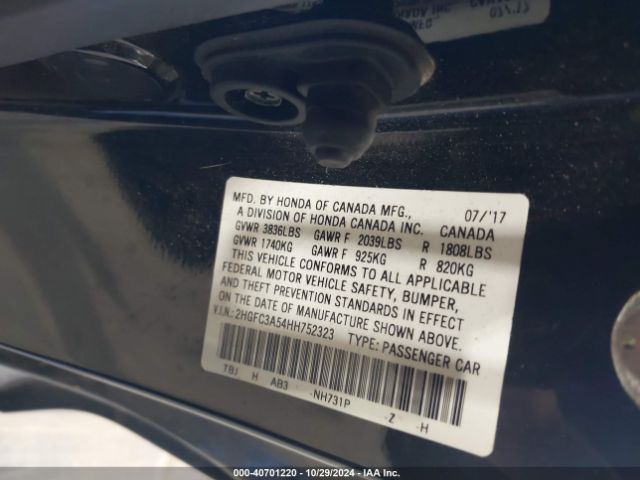 MFD. BY HONDA OF CANADA MFG., 07/'17
A DIVISION OF HONDA CANADA INC. CANADA
GVWR 3836LBS GAWR F 2039LBS R 1808LBS
GVWR 1740KG GAWR F 925KG R 820KG
THIS VEHICLE CONFORMS TO ALL APPLICABLE
FEDERAL MOTOR VEHICLE SAFETY, BUMPER,
AND THEFT PREVENTION STANDARDS IN EFFECT
ON THE DATE OF MANUFACTURE SHOWN ABOVE.
V.I.N.: 2HGFC3A54HH752323 TYPE: PASSENGER CAR
TBJ H AB3 -NH731P -Z -H
000-40701220 | 10/29/2024 - IAA Inc.